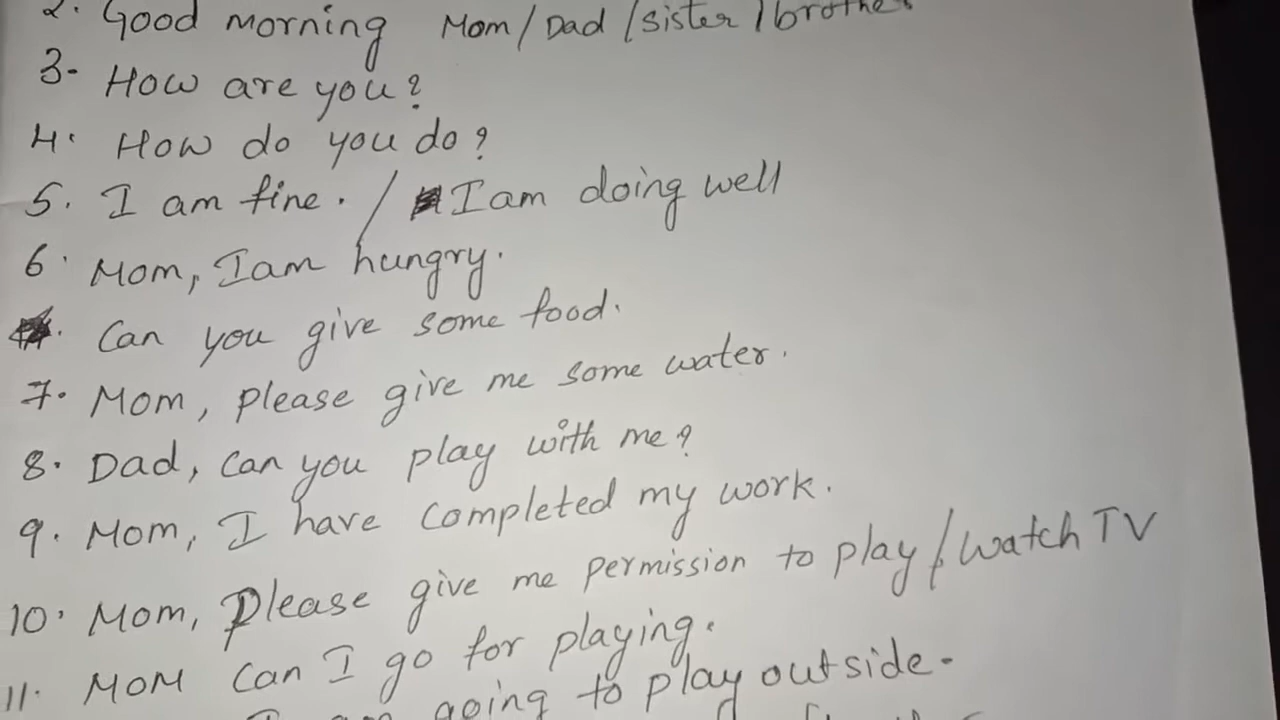 2. Good morning Mom/Dad/sister/brother
3- How are you?
4. How do you do?
5. I am fine. / I am doing well
6. Mom, I am hungry.
Can you give some food.
7. Mom, please give me some water.
8. Dad, can you play with me?
9. Mom, I have completed my work.
10. Mom, Please give me permission to play/watch TV
11. MOM can I go for playing.
I am going to play outside.